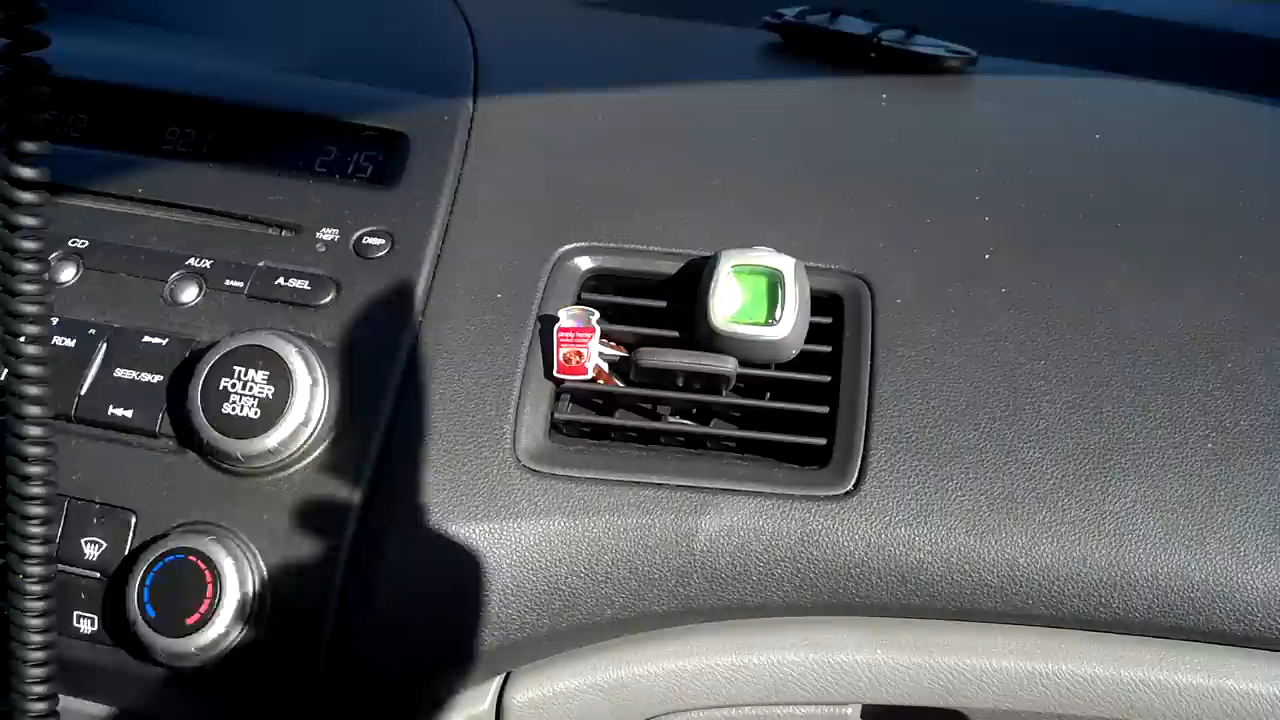 92.1
2:15
ANTI
THEFT
DISP
CD
AUX
A.SEL
RDM
SEEK/SKIP
TUNE
FOLDER
PUSH
SOUND